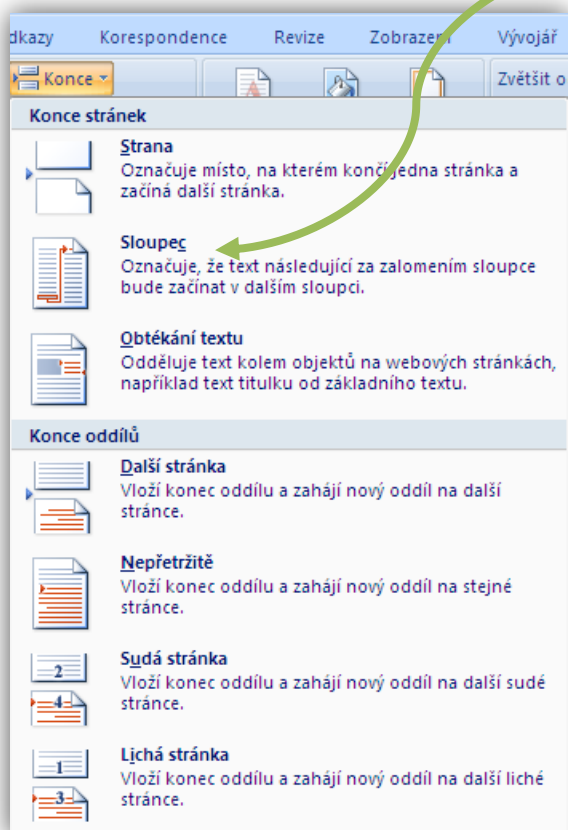 dkazy Korespondence Revize Zobrazení Vývojář
Konce Zvětšit o
Konce stránek
Strana
Označuje místo, na kterém končí jedna stránka a
začíná další stránka.
Sloupec
Označuje, že text následující za zalomením sloupce
bude začínat v dalším sloupci.
Obtékání textu
Odděluje text kolem objektů na webových stránkách,
například text titulku od základního textu.
Konce oddílů
Další stránka
Vloží konec oddílu a zahájí nový oddíl na další
stránce.
Nepřetržitě
Vloží konec oddílu a zahájí nový oddíl na stejné
stránce.
Sudá stránka
2
Vloží konec oddílu a zahájí nový oddíl na další sudé
4
stránce.
Lichá stránka
1
Vloží konec oddílu a zahájí nový oddíl na další liché
3
stránce.